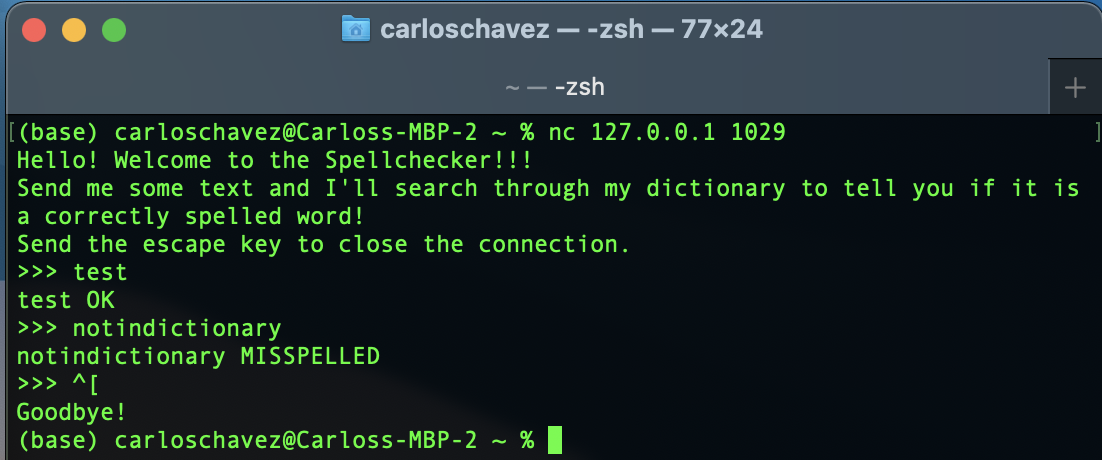 carloschavez — -zsh — 77×24
~ — -zsh
(base) carloschavez@Carloss-MBP-2 ~ % nc 127.0.0.1 1029
Hello! Welcome to the Spellchecker!!!
Send me some text and I'll search through my dictionary to tell you if it is
a correctly spelled word!
Send the escape key to close the connection.
>>> test
test OK
>>> notindictionary
notindictionary MISSPELLED
>>> ^[
Goodbye!
(base) carloschavez@Carloss-MBP-2 ~ %